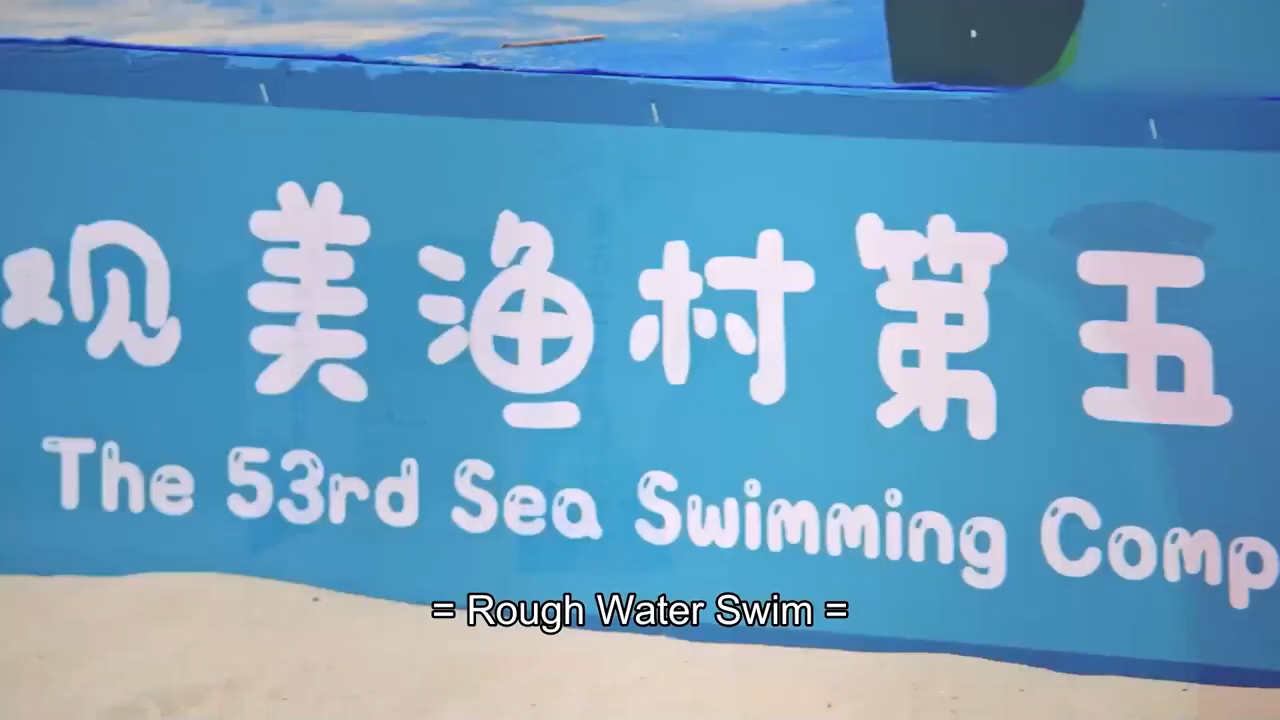 观美渔村第五
The 53rd Sea Swimming Comp
= Rough Water Swim =